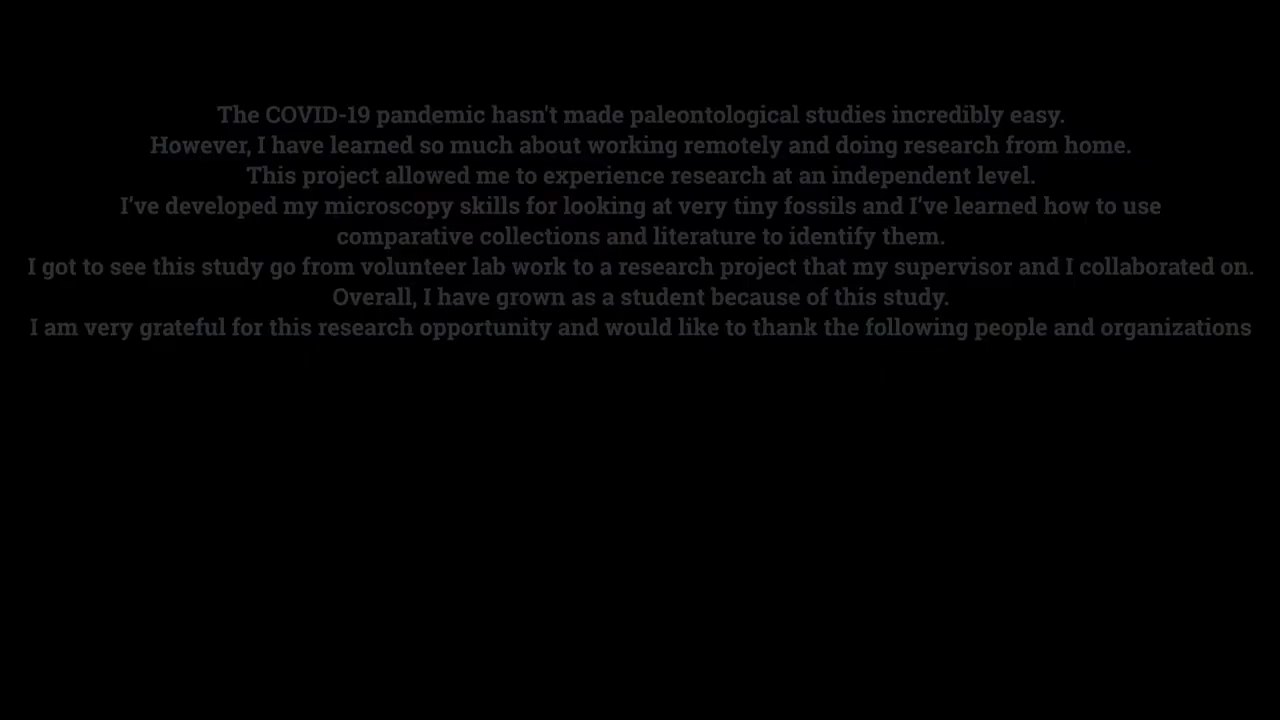 The COVID-19 pandemic hasn't made paleontological studies incredibly easy.
However, I have learned so much about working remotely and doing research from home.
This project allowed me to experience research at an independent level.
I’ve developed my microscopy skills for looking at very tiny fossils and I’ve learned how to use
comparative collections and literature to identify them.
I got to see this study go from volunteer lab work to a research project that my supervisor and I collaborated on.
Overall, I have grown as a student because of this study.
I am very grateful for this research opportunity and would like to thank the following people and organizations